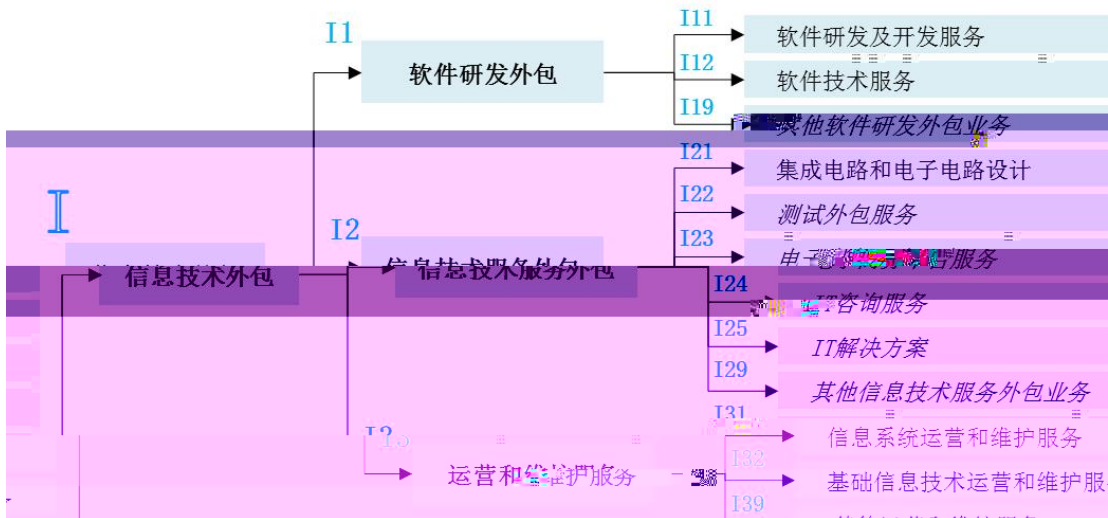 I11
软件研发及开发服务
I1
软件研发外包
I12
软件技术服务
I19
其他软件研发外包业务
I21
集成电路和电子电路设计
I
I22
测试外包服务
I2
I23
信息技术外包
服务
I24
IT咨询服务
I25
IT解决方案
I29
其他信息技术服务外包业务
I31
信息系统运营和维护服务
运营和维护服务
I32
基础信息技术运营和维护服
I39